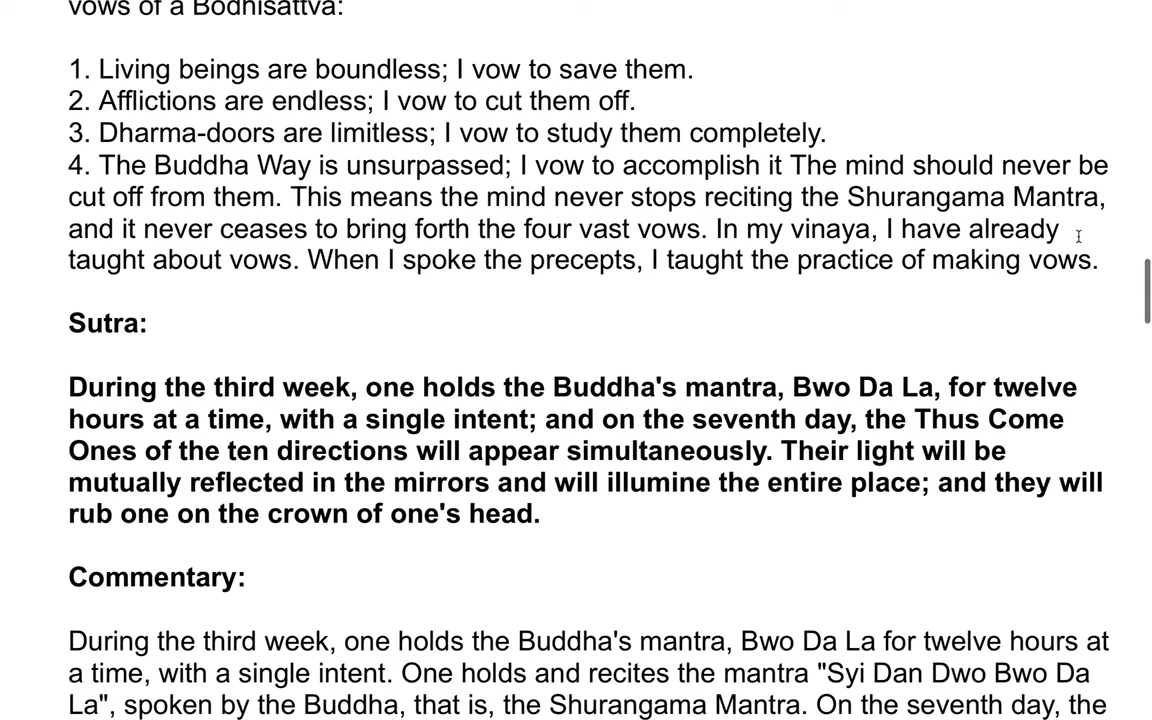 vows of a Bodhisattva:
1. Living beings are boundless; I vow to save them.
2. Afflictions are endless; I vow to cut them off.
3. Dharma-doors are limitless; I vow to study them completely.
4. The Buddha Way is unsurpassed; I vow to accomplish it The mind should never be
cut off from them. This means the mind never stops reciting the Shurangama Mantra,
and it never ceases to bring forth the four vast vows. In my vinaya, I have already
taught about vows. When I spoke the precepts, I taught the practice of making vows.
Sutra:
During the third week, one holds the Buddha's mantra, Bwo Da La, for twelve
hours at a time, with a single intent; and on the seventh day, the Thus Come
Ones of the ten directions will appear simultaneously. Their light will be
mutually reflected in the mirrors and will illumine the entire place; and they will
rub one on the crown of one's head.
Commentary:
During the third week, one holds the Buddha's mantra, Bwo Da La for twelve hours at
a time, with a single intent. One holds and recites the mantra "Syi Dan Dwo Bwo Da
La", spoken by the Buddha, that is, the Shurangama Mantra. On the seventh day, the